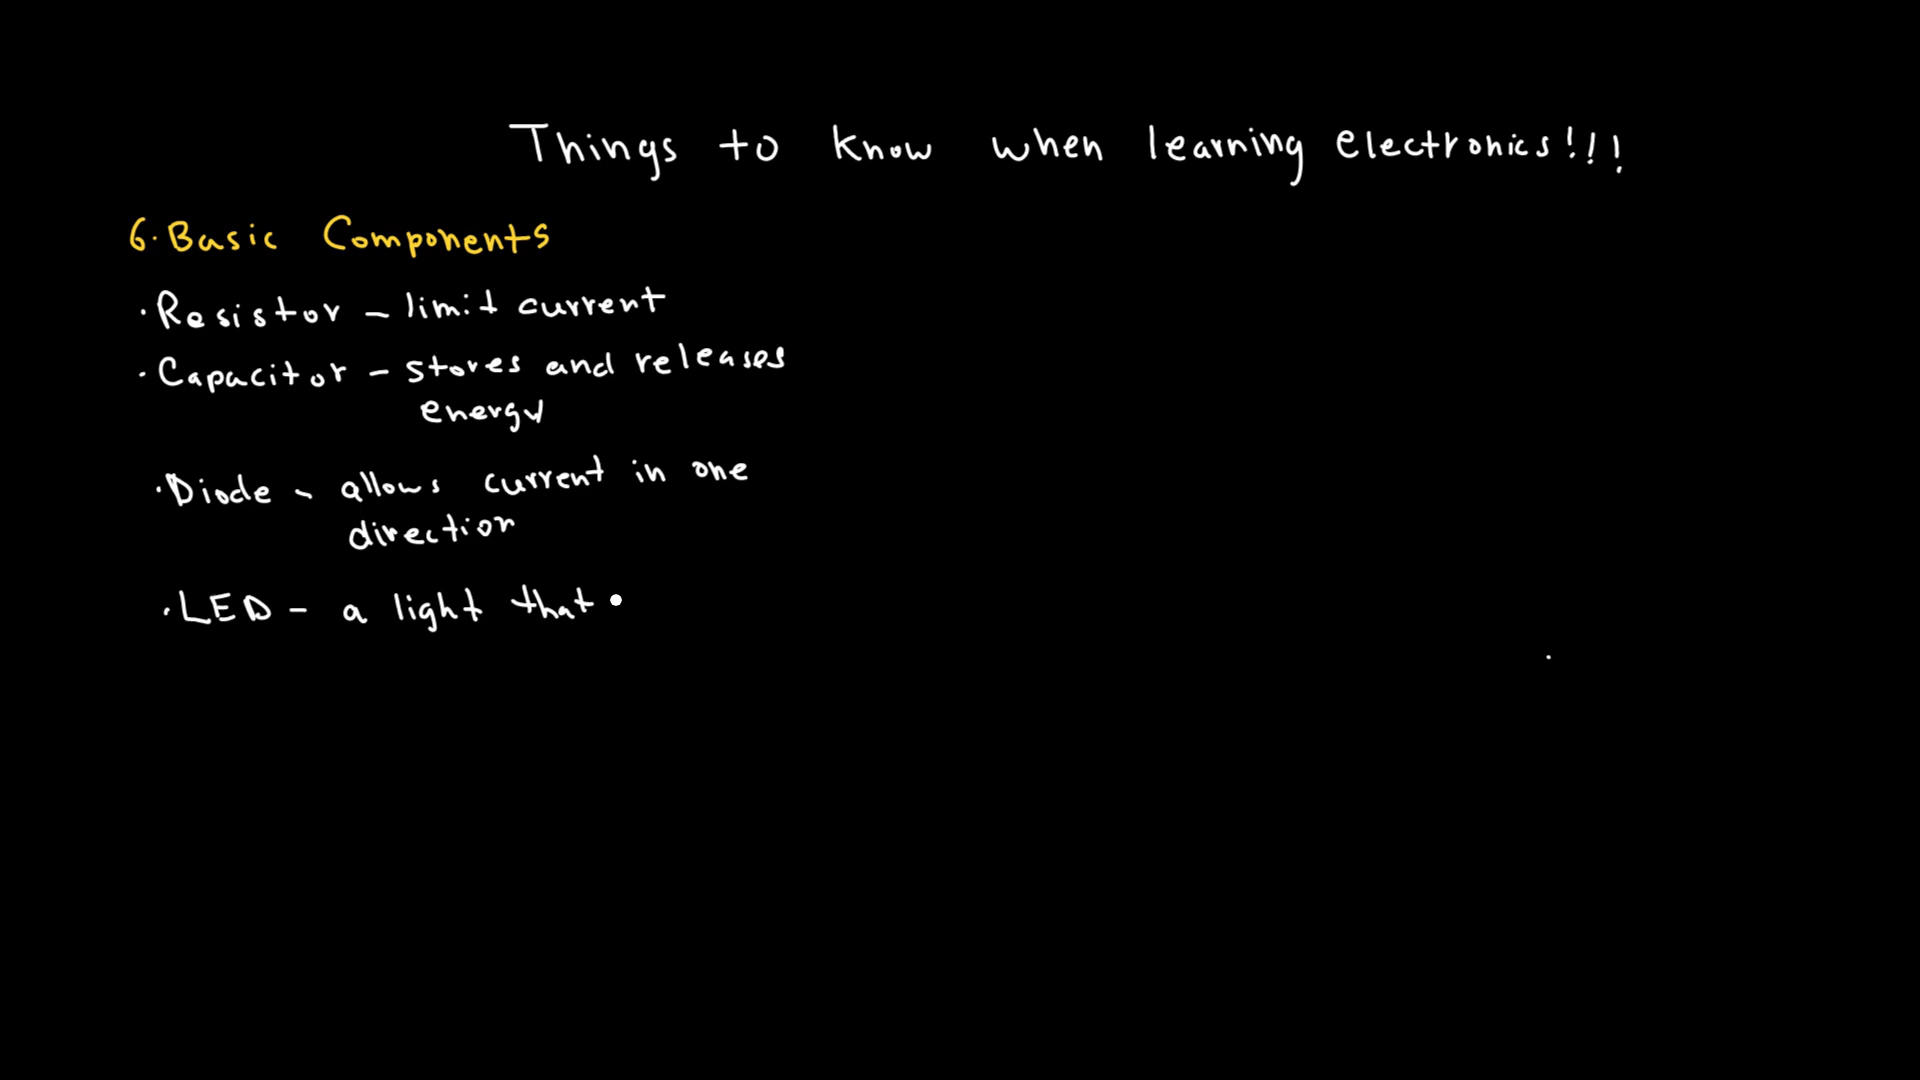 Things to know when learning electronics!!!
6. Basic Components
· Resistor – limit current
· Capacitor – stores and releases
energy
· Diode – allows current in one
direction
· LED – a light that